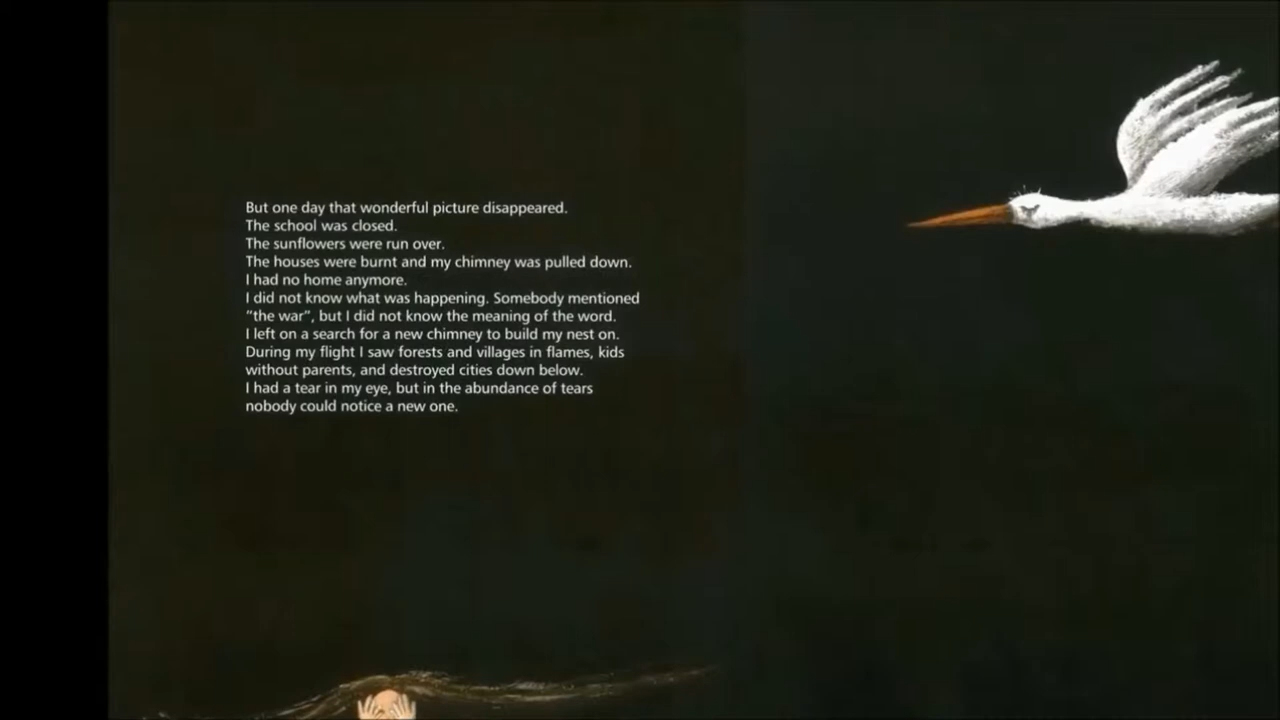 But one day that wonderful picture disappeared.
The school was closed.
The sunflowers were run over.
The houses were burnt and my chimney was pulled down.
I had no home anymore.
I did not know what was happening. Somebody mentioned
“the war”, but I did not know the meaning of the word.
I left on a search for a new chimney to build my nest on.
During my flight I saw forests and villages in flames, kids
without parents, and destroyed cities down below.
I had a tear in my eye, but in the abundance of tears
nobody could notice a new one.